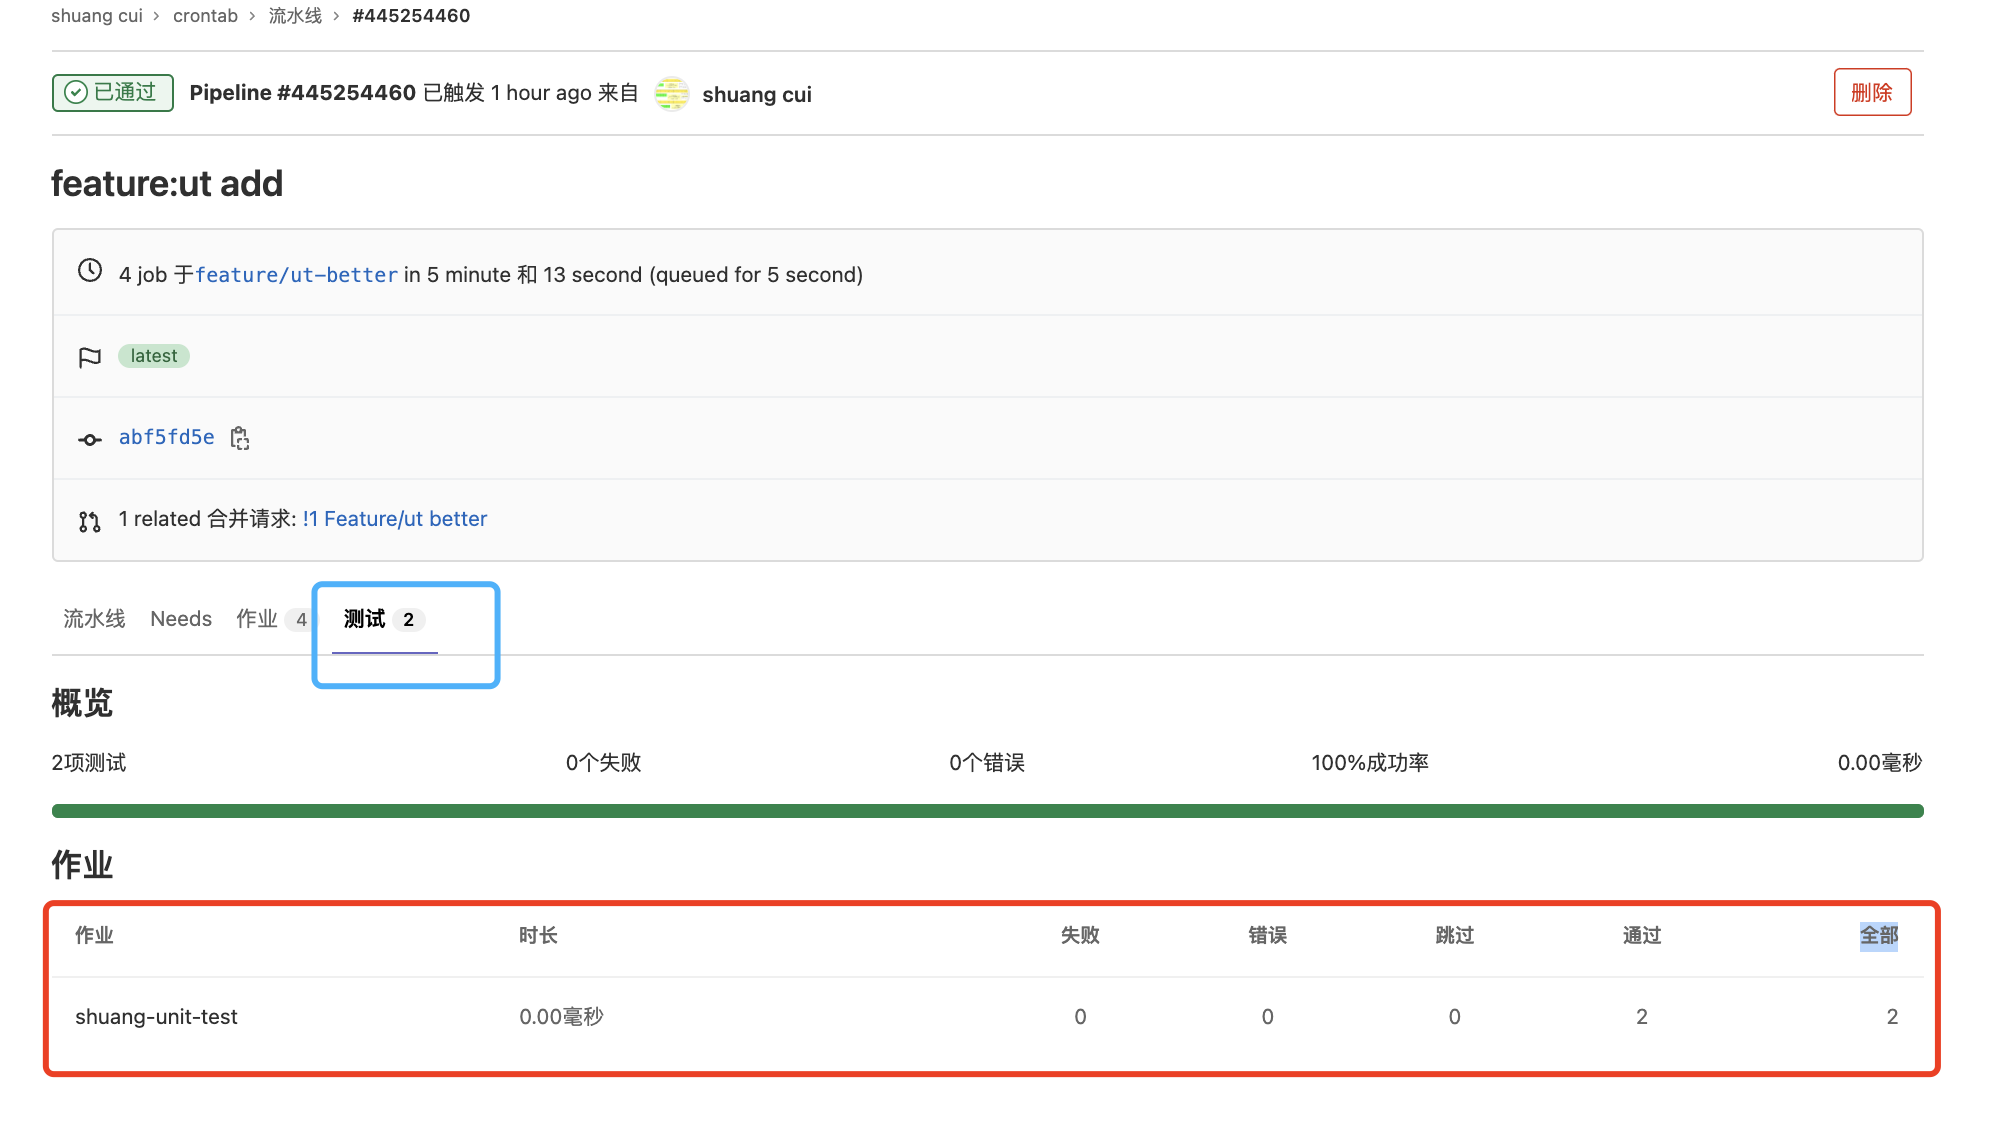 shuang cui › crontab › 流水线 › #445254460
已通过 Pipeline #445254460 已触发 1 hour ago 来自 shuang cui 删除
feature:ut add
4 job 于feature/ut-better in 5 minute 和 13 second (queued for 5 second)
latest
abf5fd5e
1 related 合并请求: !1 Feature/ut better
流水线 Needs 作业 4 测试 2
概览
2项测试 0个失败 0个错误 100%成功率 0.00毫秒
作业
作业 时长 失败 错误 跳过 通过 全部
shuang-unit-test 0.00毫秒 0 0 0 2 2